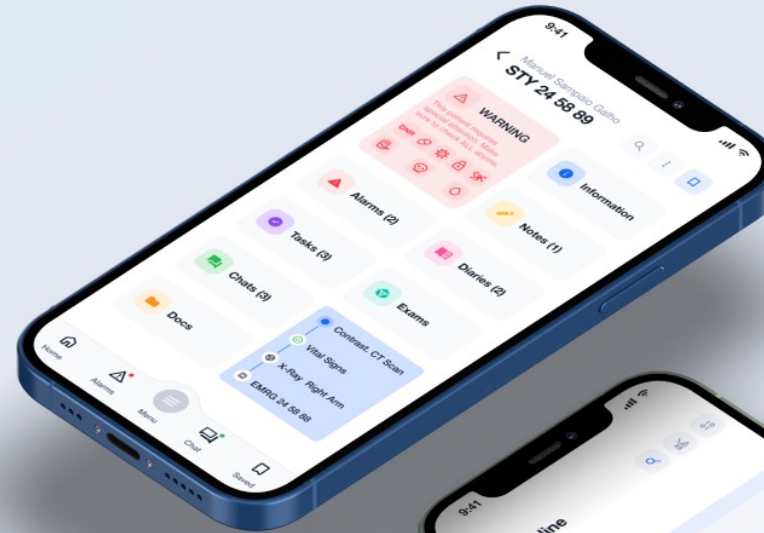 9:41
Manuel Sampaio Galho
STY 24 58 89
WARNING
This patient requires
special attention. Make
sure to check ALL alarms.
DNR
Information
Alarms (2)
Notes (1)
Tasks (3)
Diaries (2)
Chats (3)
Exams
Docs
Contrast, CT Scan
Vital Signs
X-Ray Right Arm
EMRG 24 58 88
Home
Alarms
Menu
Chat
Saved
9:41
line